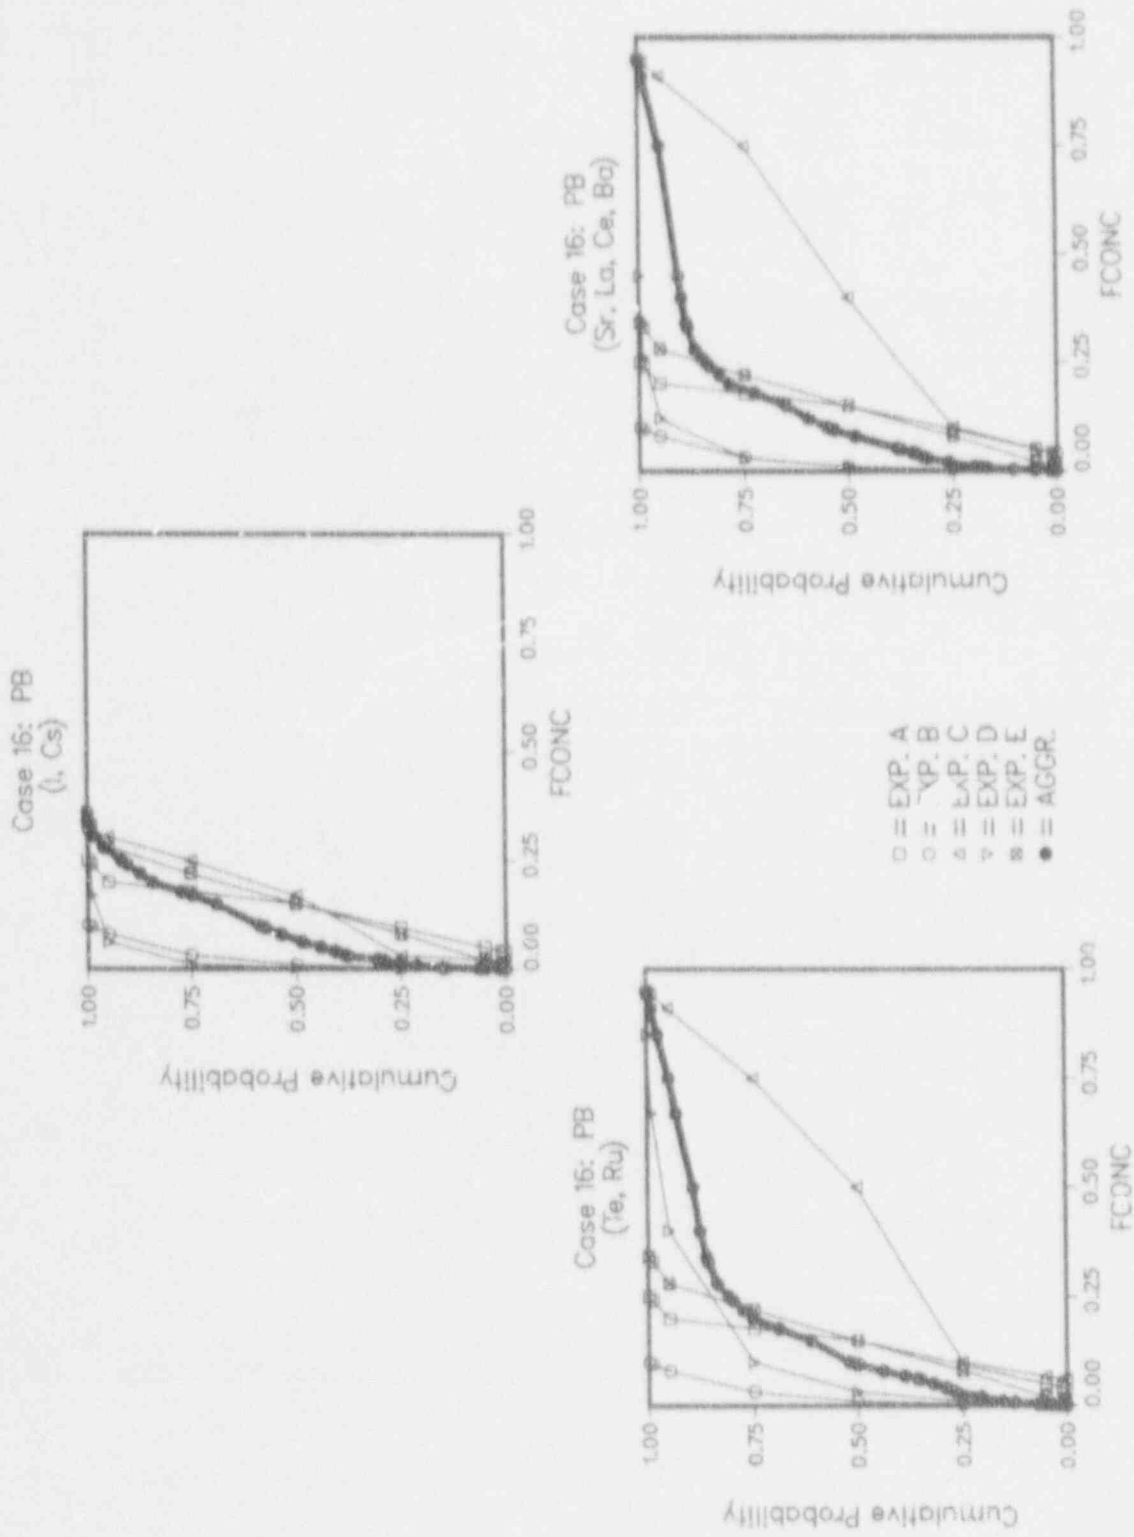 Case 16: PB
(I, Cs)
Cumulative Probability
1.00
0.75
0.50
0.25
0.00
0.00
0.25
0.50
0.75
1.00
FCONC
Case 16: PB
(Te, Ru)
Cumulative Probability
1.00
0.75
0.50
0.25
0.00
0.00
0.25
0.50
0.75
1.00
FCONC
□ = EXP. A
○ = EXP. B
△ = EXP. C
▽ = EXP. D
⊠ = EXP. E
● = AGGR.
Case 16: PB
(Sr, La, Ce, Ba)
Cumulative Probability
1.00
0.75
0.50
0.25
0.00
0.00
0.25
0.50
0.75
1.00
FCONC